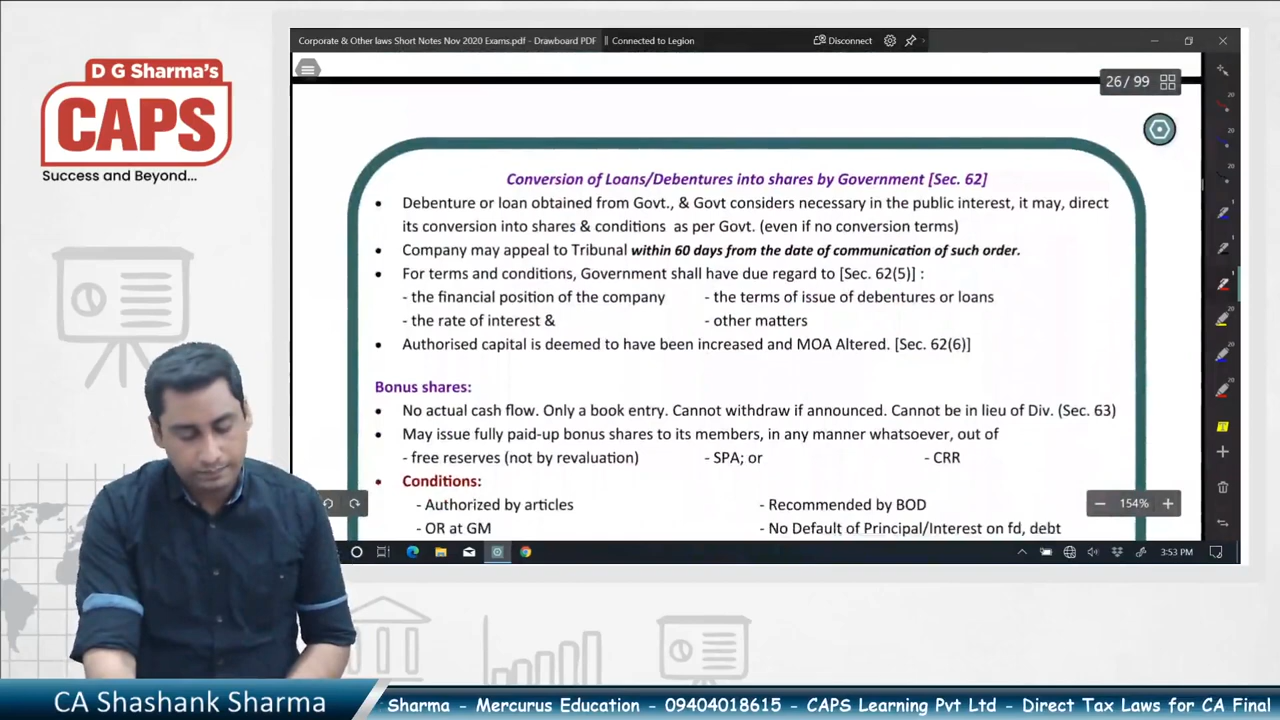 D G Sharma's
CAPS
Success and Beyond...
Corporate & Other laws Short Notes Nov 2020 Exams.pdf - Drawboard PDF
Connected to Legion
Disconnect
26 / 99
Conversion of Loans/Debentures into shares by Government [Sec. 62]
• Debenture or loan obtained from Govt., & Govt considers necessary in the public interest, it may, direct
its conversion into shares & conditions as per Govt. (even if no conversion terms)
• Company may appeal to Tribunal within 60 days from the date of communication of such order.
• For terms and conditions, Government shall have due regard to [Sec. 62(5)] :
- the financial position of the company - the terms of issue of debentures or loans
- the rate of interest & - other matters
• Authorised capital is deemed to have been increased and MOA Altered. [Sec. 62(6)]
Bonus shares:
• No actual cash flow. Only a book entry. Cannot withdraw if announced. Cannot be in lieu of Div. (Sec. 63)
• May issue fully paid-up bonus shares to its members, in any manner whatsoever, out of
- free reserves (not by revaluation) - SPA; or - CRR
• Conditions:
- Authorized by articles - Recommended by BOD
- OR at GM - No Default of Principal/Interest on fd, debt
154%
3:53 PM
CA Shashank Sharma
Sharma - Mercurus Education - 09404018615 - CAPS Learning Pvt Ltd - Direct Tax Laws for CA Final